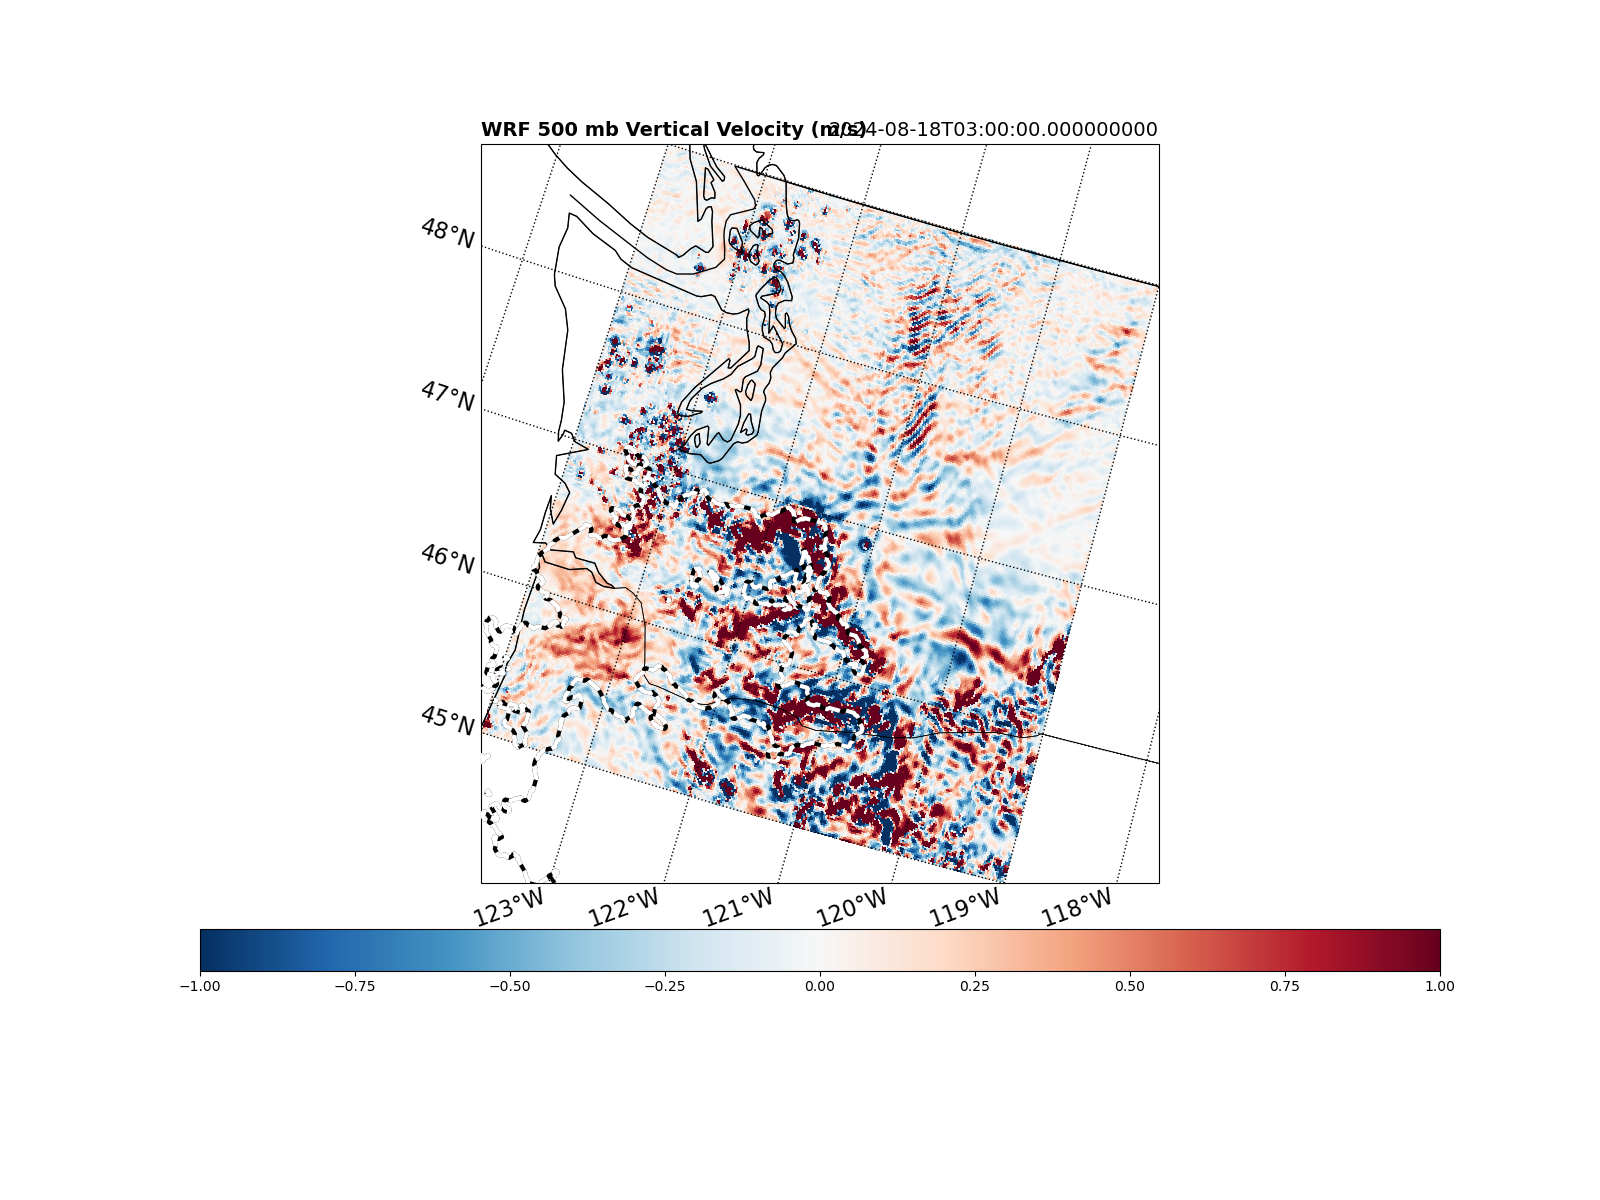 WRF 500 mb Vertical Velocity (m/s) 2024-08-18T03:00:00.000000000
48°N
47°N
46°N
45°N
123°W 122°W 121°W 120°W 119°W 118°W
−1.00 −0.75 −0.50 −0.25 0.00 0.25 0.50 0.75 1.00